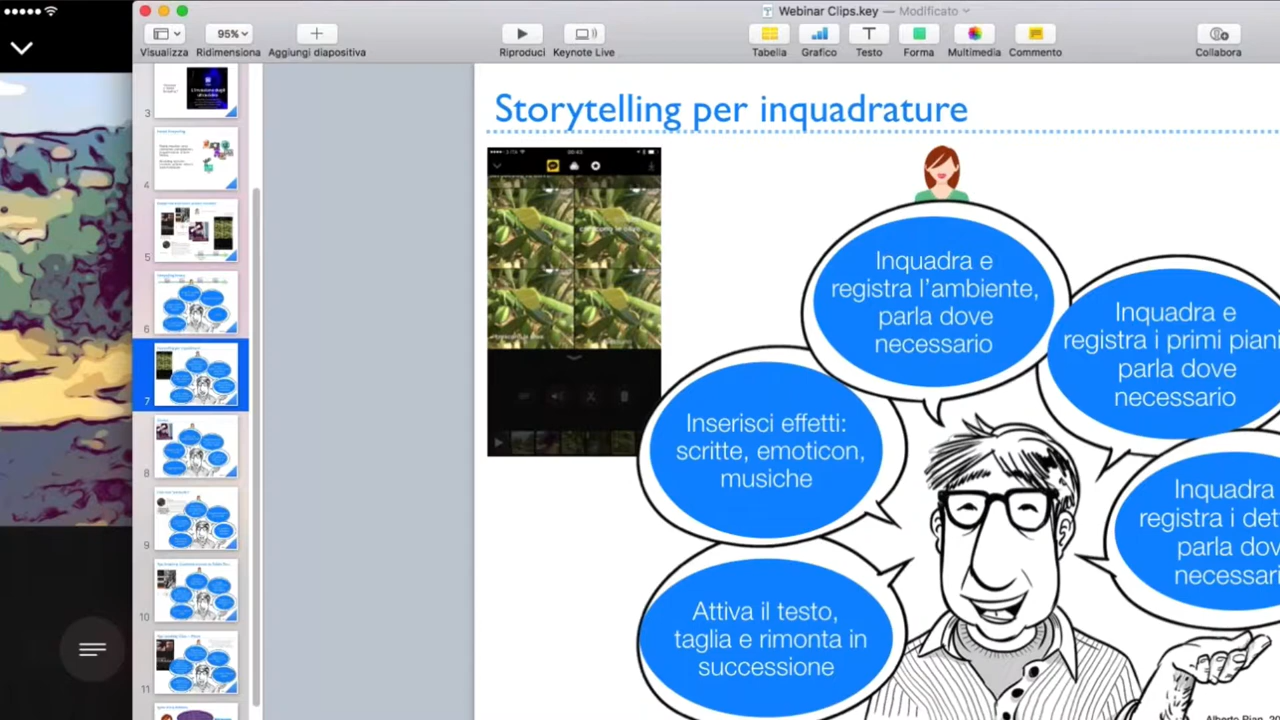 Webinar Clips.key — Modificato
95%
Visualizza
Ridimensiona
Aggiungi diapositiva
Riproduci
Keynote Live
Tabella
Grafico
Testo
Forma
Multimedia
Commento
Collabora
3
4
5
6
7
8
9
10
11
Storytelling per inquadrature
Inquadra e
registra l’ambiente,
parla dove
necessario
Inquadra e
registra i primi piani
parla dove
necessario
Inserisci effetti:
scritte, emoticon,
musiche
Inquadra
registra i det
parla dov
necessari
Attiva il testo,
taglia e rimonta in
successione